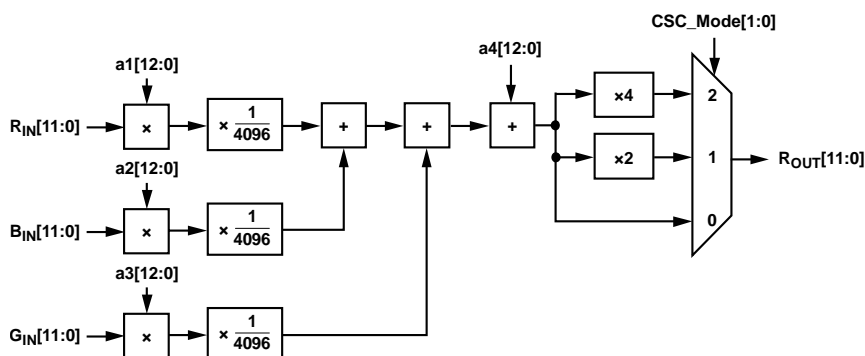 CSC_Mode[1:0]
a1[12:0]
a4[12:0]
R_IN[11:0]
×
× 1/4096
+
+
+
×4
2
a2[12:0]
×2
1
R_OUT[11:0]
B_IN[11:0]
×
× 1/4096
0
a3[12:0]
G_IN[11:0]
×
× 1/4096